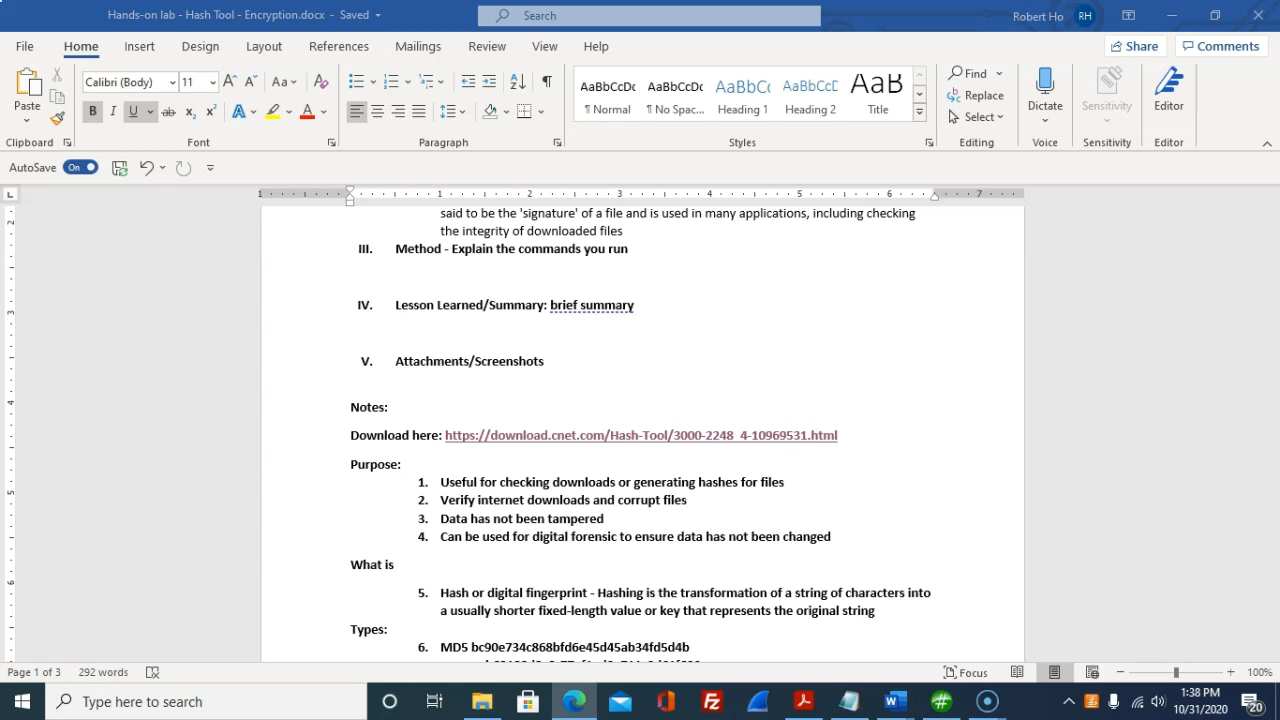 Hands-on lab - Hash Tool - Encryption.docx - Saved
Search
Robert Ho RH
File Home Insert Design Layout References Mailings Review View Help
Share Comments
Paste
Calibri (Body) 11
AaBbCcDc AaBbCcDc AaBbCc AaBbCcD AaB
¶ Normal ¶ No Spac... Heading 1 Heading 2 Title
Find
Replace
Select
Dictate Sensitivity Editor
Clipboard Font Paragraph Styles Editing Voice Sensitivity Editor
AutoSave On
1 1 2 3 4 5 6 7
said to be the 'signature' of a file and is used in many applications, including checking
the integrity of downloaded files
III. Method - Explain the commands you run
IV. Lesson Learned/Summary: brief summary
V. Attachments/Screenshots
Notes:
Download here: https://download.cnet.com/Hash-Tool/3000-2248_4-10969531.html
Purpose:
1. Useful for checking downloads or generating hashes for files
2. Verify internet downloads and corrupt files
3. Data has not been tampered
4. Can be used for digital forensic to ensure data has not been changed
What is
5. Hash or digital fingerprint - Hashing is the transformation of a string of characters into
a usually shorter fixed-length value or key that represents the original string
Types:
6. MD5 bc90e734c868bfd6e45d45ab34fd5d4b
Page 1 of 3 292 words
Focus
100%
Type here to search
1:38 PM
10/31/2020
20